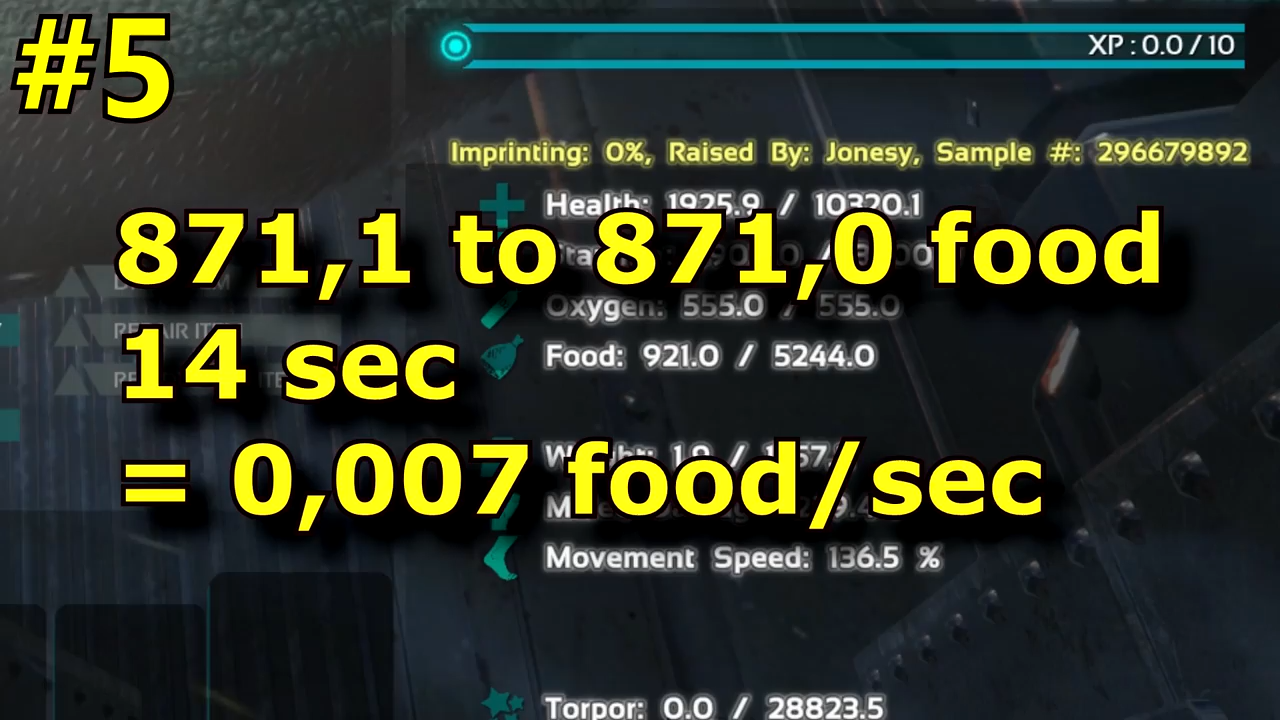 #5
XP : 0.0 / 10
Imprinting: 0%, Raised By: Jonesy, Sample #: 296679892
Health: 1925.9 / 10320.1
871,1 to 871,0 food
Oxygen: 555.0 / 555.0
14 sec
Food: 921.0 / 5244.0
= 0,007 food/sec
Movement Speed: 136.5 %
Torpor: 0.0 / 28823.5